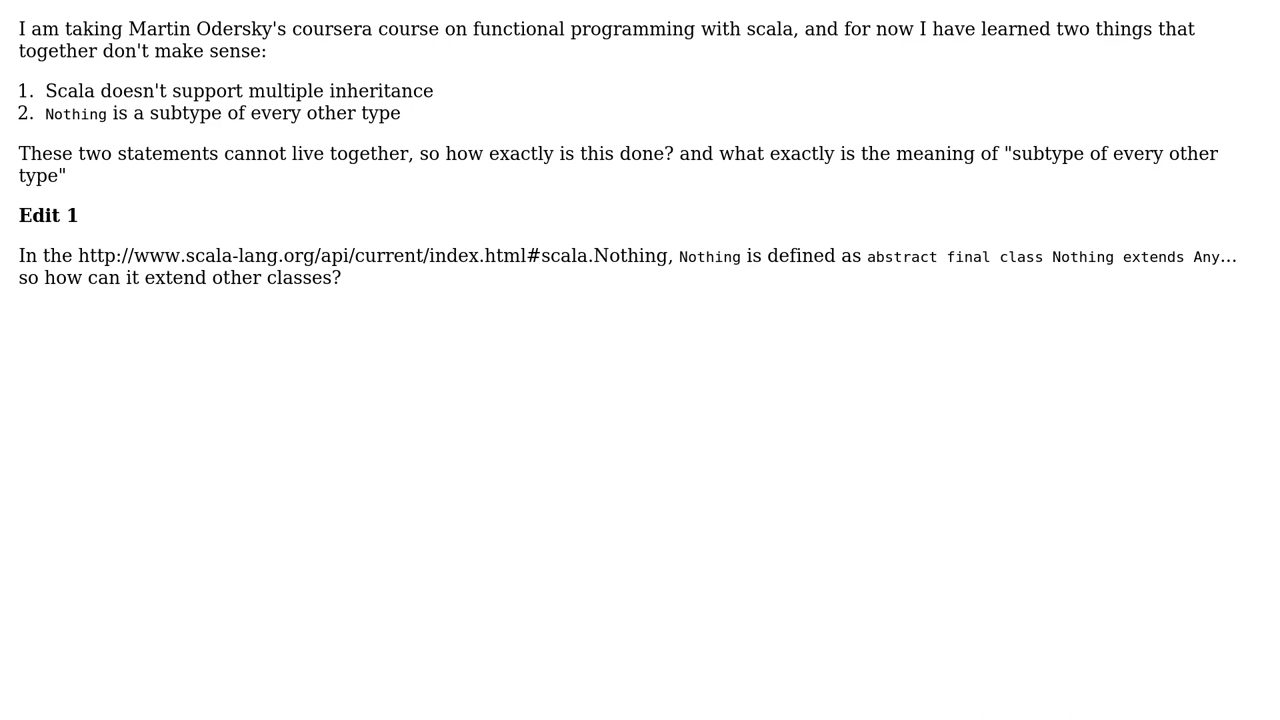 I am taking Martin Odersky's coursera course on functional programming with scala, and for now I have learned two things that
together don't make sense:
1. Scala doesn't support multiple inheritance
2. Nothing is a subtype of every other type
These two statements cannot live together, so how exactly is this done? and what exactly is the meaning of "subtype of every other
type"
Edit 1
In the http://www.scala-lang.org/api/current/index.html#scala.Nothing, Nothing is defined as abstract final class Nothing extends Any...
so how can it extend other classes?